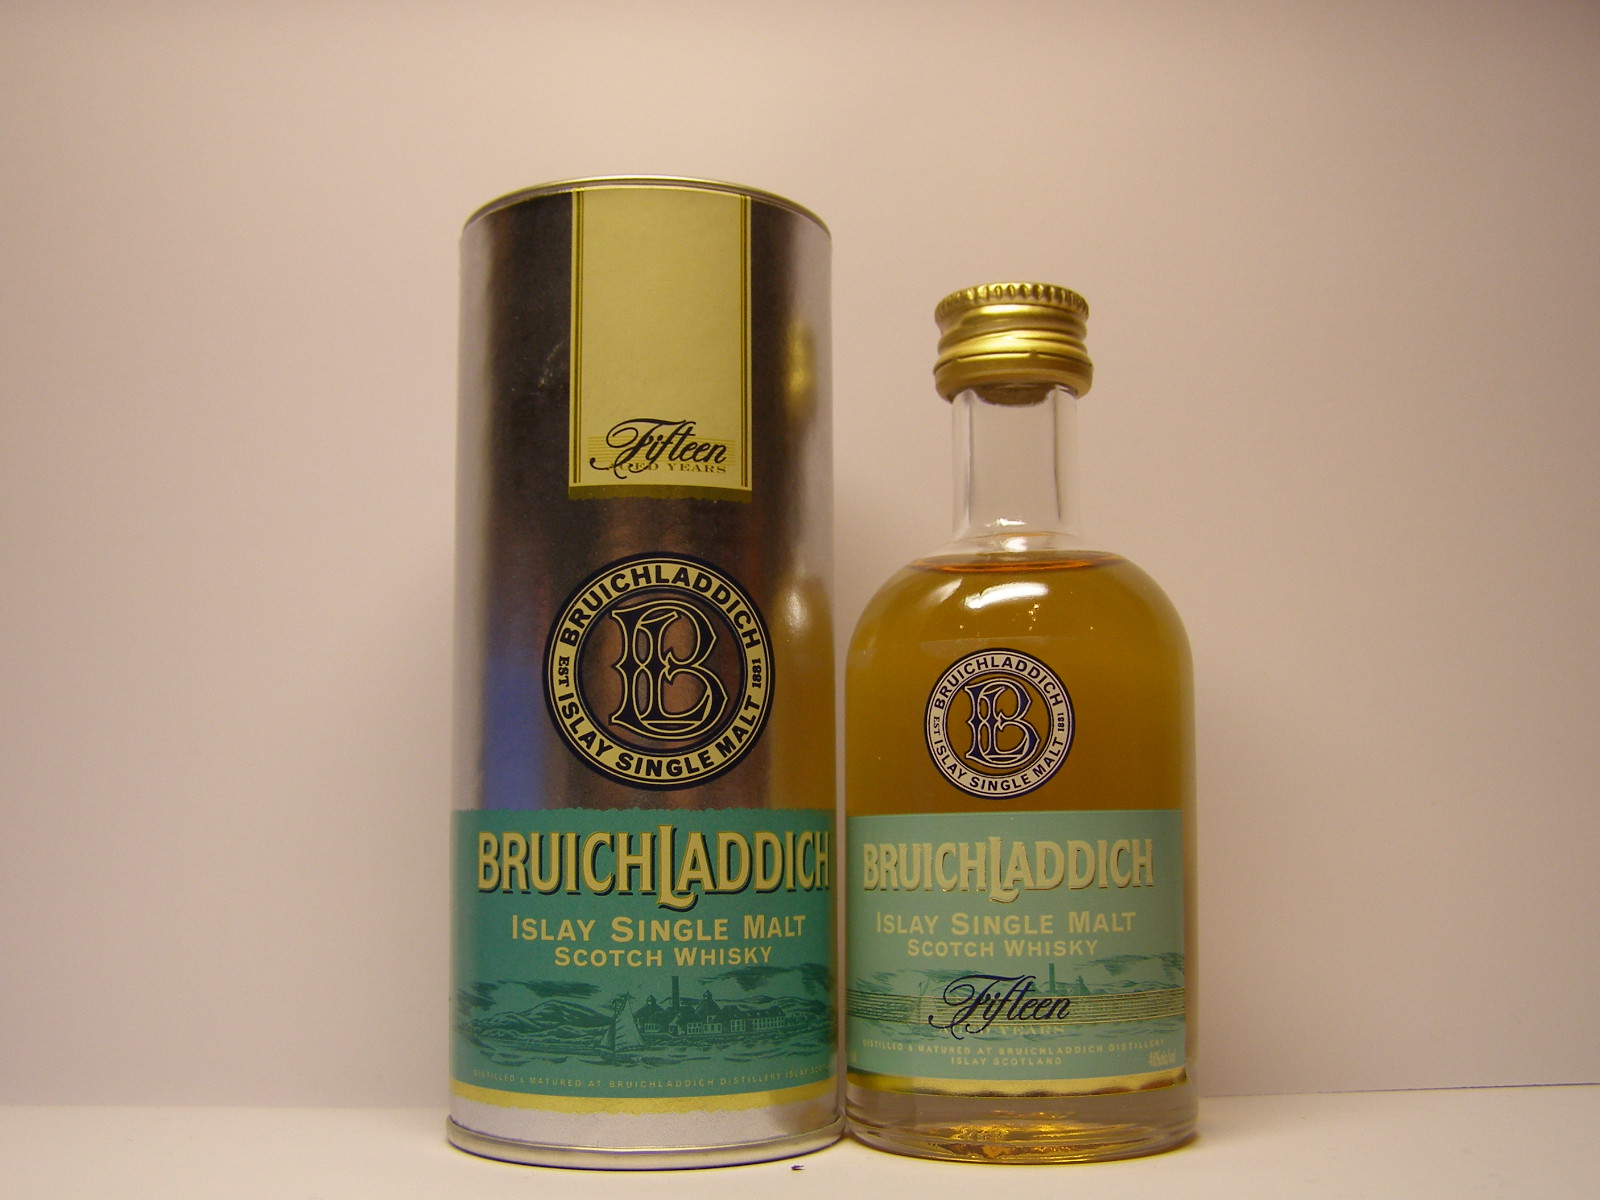 Fifteen
AGED YEARS
BRUICHLADDICH
EST 1881
ISLAY SINGLE MALT
BRUICHLADDICH
ISLAY SINGLE MALT
SCOTCH WHISKY
DISTILLED & MATURED AT BRUICHLADDICH DISTILLERY ISLAY
BRUICHLADDICH
EST 1881
ISLAY SINGLE MALT
BRUICHLADDICH
ISLAY SINGLE MALT
SCOTCH WHISKY
Fifteen
AGED YEARS
DISTILLED & MATURED AT BRUICHLADDICH DISTILLERY
ISLAY SCOTLAND